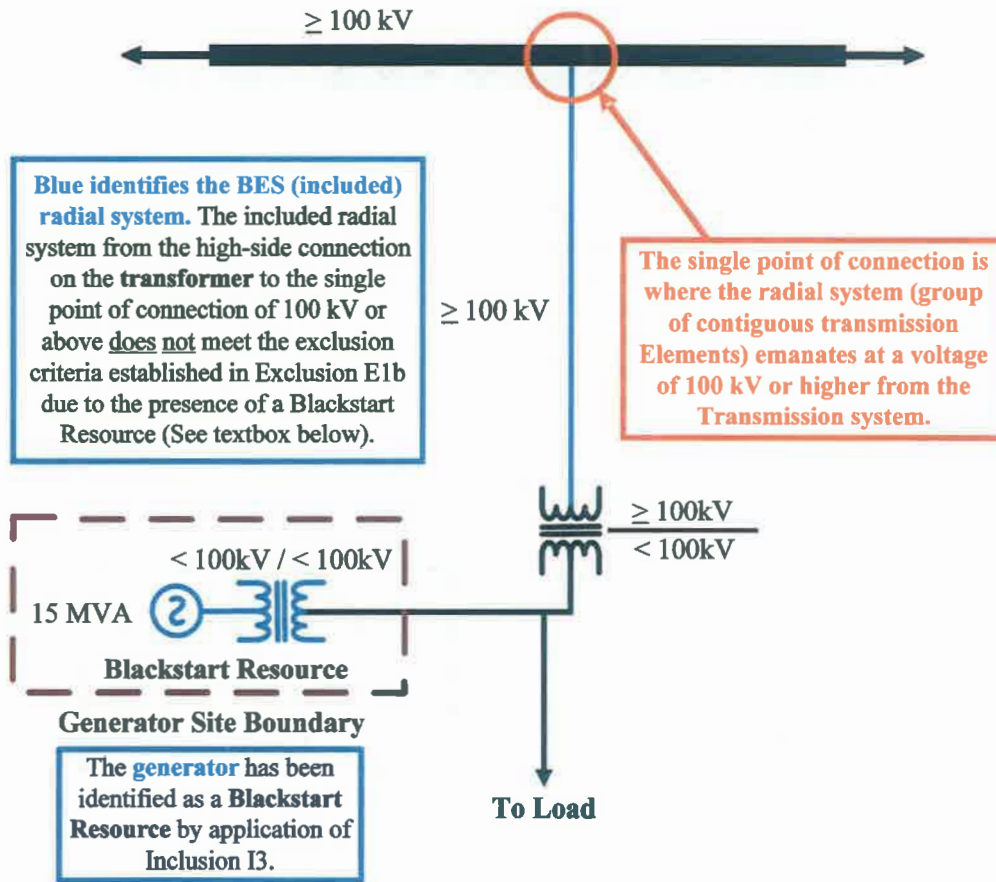 ≥ 100 kV
Blue identifies the BES (included)
radial system. The included radial
system from the high-side connection
on the transformer to the single
point of connection of 100 kV or
above does not meet the exclusion
criteria established in Exclusion E1b
due to the presence of a Blackstart
Resource (See textbox below).
≥ 100 kV
The single point of connection is
where the radial system (group
of contiguous transmission
Elements) emanates at a voltage
of 100 kV or higher from the
Transmission system.
≥ 100kV
< 100kV
< 100kV / < 100kV
15 MVA
Blackstart Resource
Generator Site Boundary
The generator has been
identified as a Blackstart
Resource by application of
Inclusion I3.
To Load